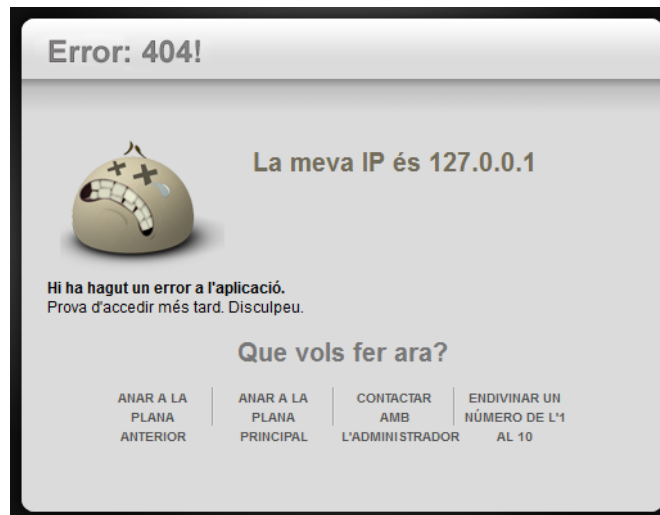 Error: 404!
La meva IP és 127.0.0.1
Hi ha hagut un error a l'aplicació.
Prova d'accedir més tard. Disculpeu.
Que vols fer ara?
ANAR A LA
PLANA
ANTERIOR
ANAR A LA
PLANA
PRINCIPAL
CONTACTAR
AMB
L'ADMINISTRADOR
ENDIVINAR UN
NÚMERO DE L'1
AL 10